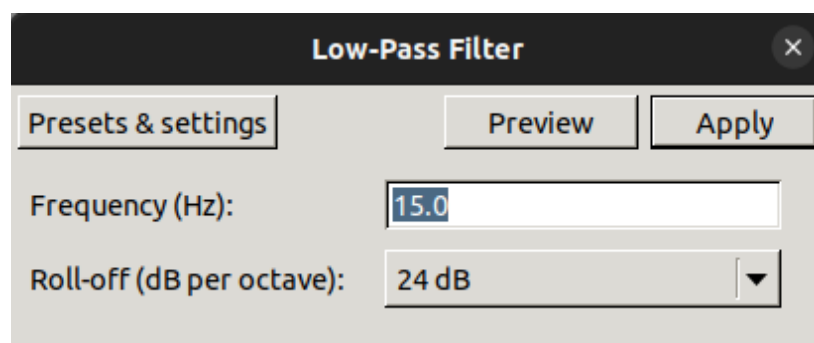 Low-Pass Filter
Presets & settings Preview Apply
Frequency (Hz): 15.0
Roll-off (dB per octave): 24 dB